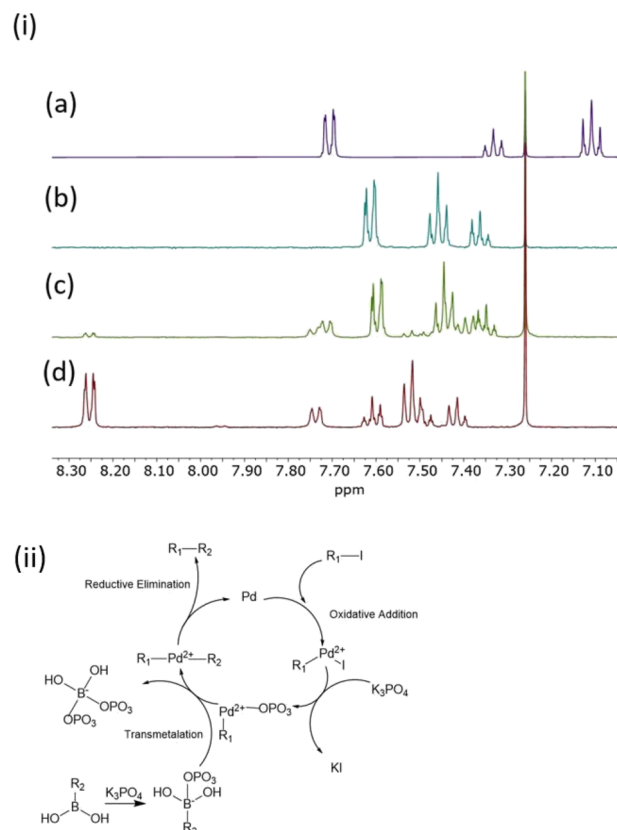 (i)
(a)
(b)
(c)
(d)
8.30 8.20 8.10 8.00 7.90 7.80 7.70 7.60 7.50 7.40 7.30 7.20 7.10
ppm
(ii)
R₁—R₂
R₁—I
Reductive Elimination
Pd
Oxidative Addition
R₁—Pd²⁺—R₂
Pd²⁺
R₁ I
HO OH
B⁻
OPO₃
OPO₃
Pd²⁺—OPO₃
R₁
K₃PO₄
Transmetalation
KI
R₂
B
HO OH
K₃PO₄
OPO₃
HO B⁻ OH
R₂